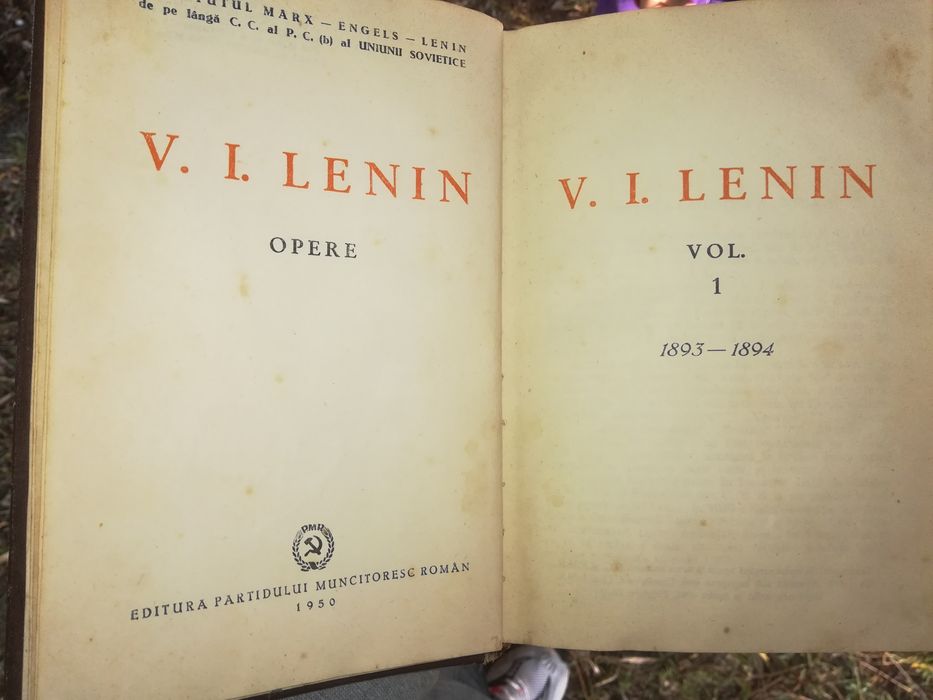 MARX — ENGELS — LENIN
de pe lângă C. C. al P. C. (b) al UNIUNII SOVIETICE
V. I. LENIN
OPERE
PMR
EDITURA PARTIDULUI MUNCITORESC ROMÂN
1950
V. I. LENIN
VOL.
1
1893 — 1894